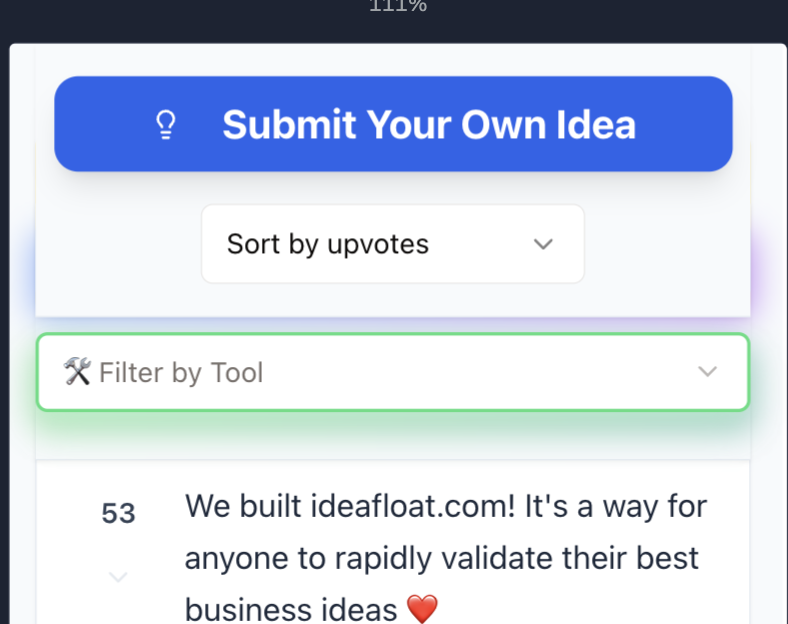 111%
Submit Your Own Idea
Sort by upvotes
🛠 Filter by Tool
53
We built ideafloat.com! It's a way for
anyone to rapidly validate their best
business ideas ❤️